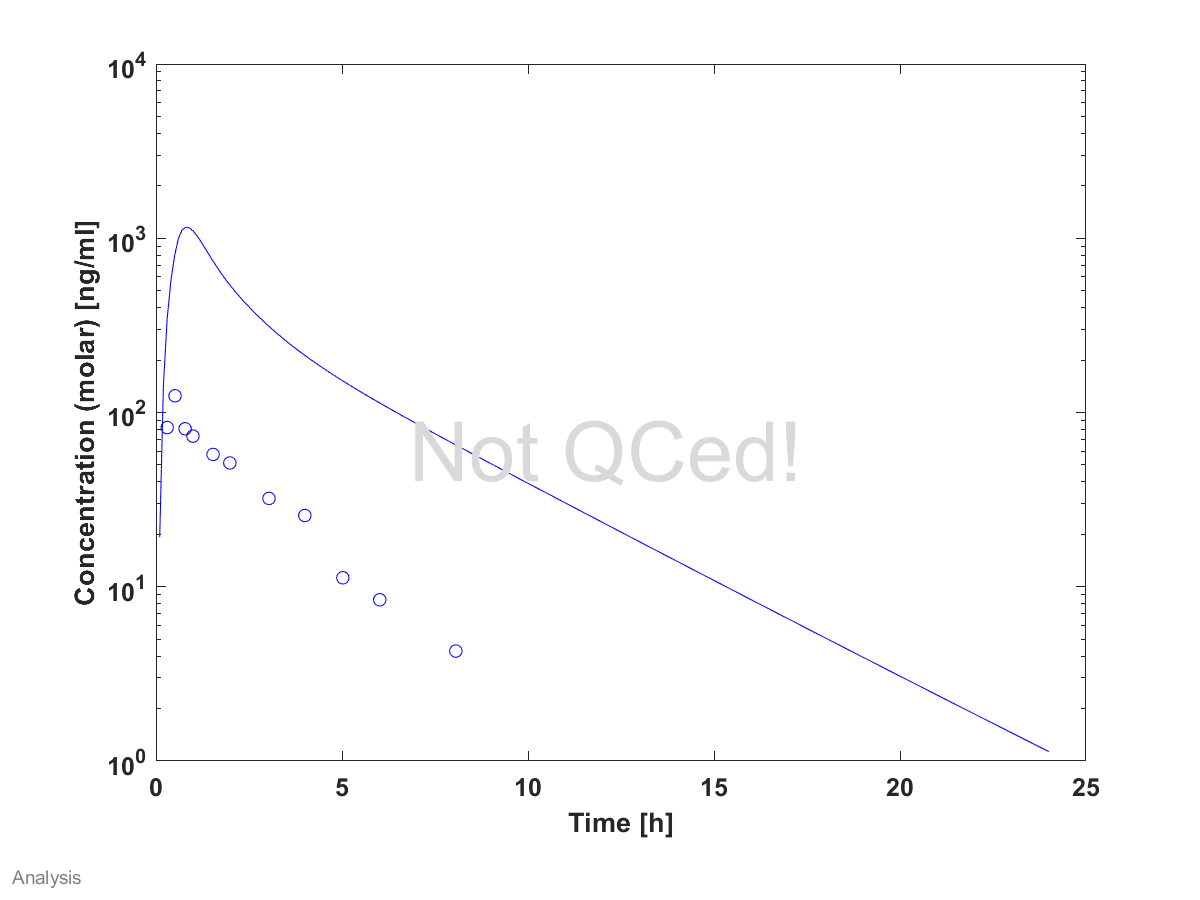 10^4
10^3
10^2
10^1
10^0
Concentration (molar) [ng/ml]
Not QCed!
0 5 10 15 20 25
Time [h]
Analysis